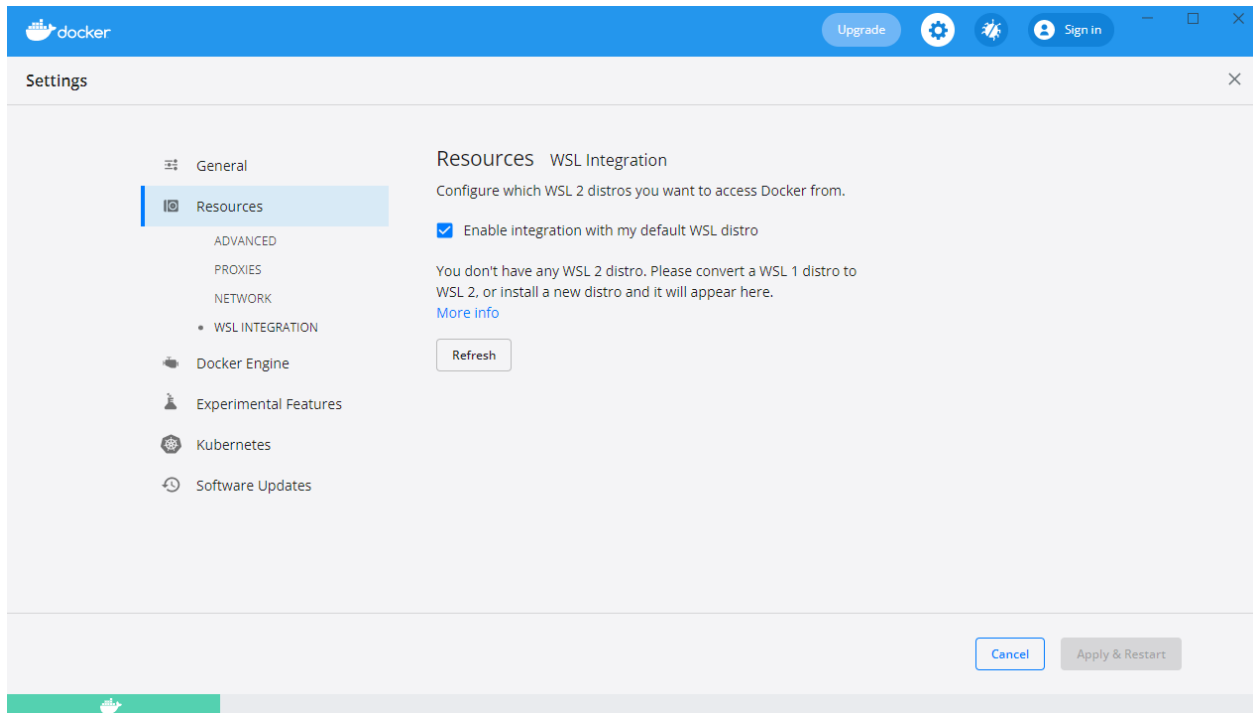 docker
Upgrade
Sign in
Settings
General
Resources
ADVANCED
PROXIES
NETWORK
WSL INTEGRATION
Docker Engine
Experimental Features
Kubernetes
Software Updates
Resources WSL Integration
Configure which WSL 2 distros you want to access Docker from.
Enable integration with my default WSL distro
You don't have any WSL 2 distro. Please convert a WSL 1 distro to
WSL 2, or install a new distro and it will appear here.
More info
Refresh
Cancel
Apply & Restart